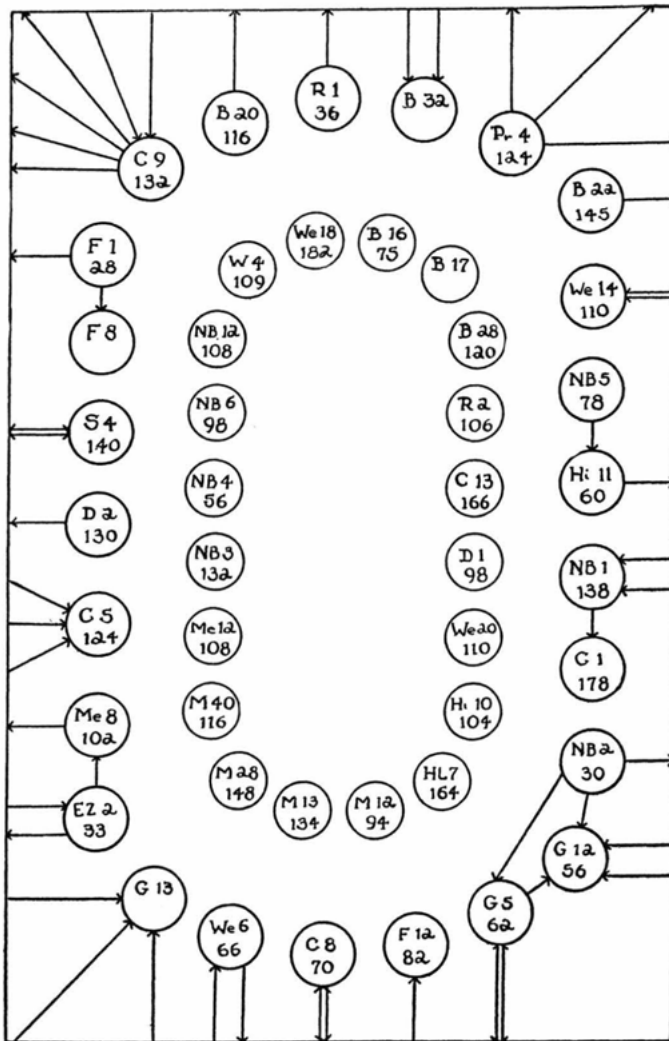 B 20
116
R 1
36
B 32
Pr 4
124
C 9
132
B 22
145
F 1
28
We 18
182
B 16
75
W 4
109
B 17
We 14
110
F 8
NB 12
108
B 28
120
NB 5
78
S 4
140
NB 6
98
R 2
106
Hi 11
60
D 2
130
NB 4
56
C 13
166
NB 3
132
D 1
98
NB 1
138
C 5
124
Me 12
108
We 20
110
C 1
178
Me 8
102
M 40
116
Hi 10
104
NB 2
30
EZ 2
33
M 28
148
M 13
134
M 12
94
HL 7
164
G 12
56
G 13
We 6
66
C 8
70
F 12
82
G 5
62